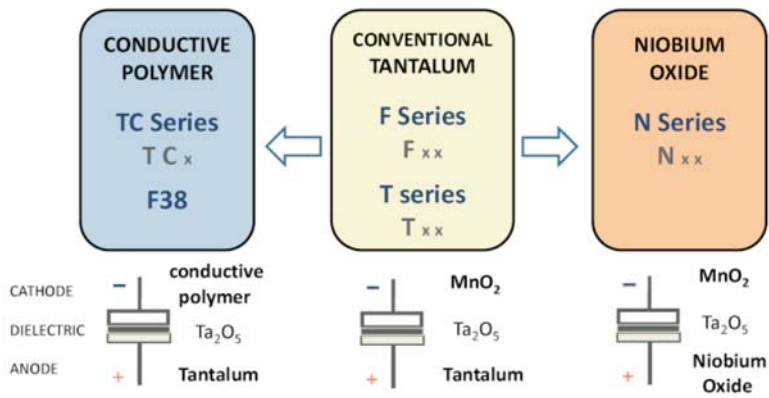 CONDUCTIVE
POLYMER
TC Series
T C x
F38
CONVENTIONAL
TANTALUM
F Series
F x x
T series
T x x
NIOBIUM
OXIDE
N Series
N x x
CATHODE
DIELECTRIC
ANODE
–
conductive
polymer
Ta₂O₅
+
Tantalum
–
MnO₂
Ta₂O₅
+
Tantalum
–
MnO₂
Ta₂O₅
+
Niobium
Oxide